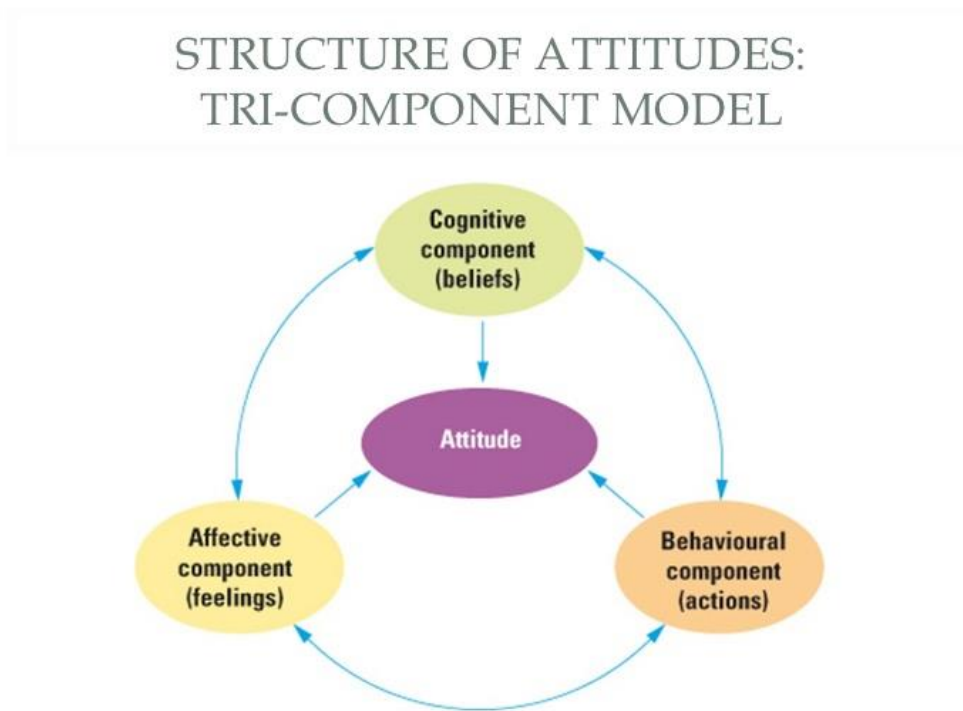 STRUCTURE OF ATTITUDES:
TRI-COMPONENT MODEL
Cognitive
component
(beliefs)
Attitude
Affective
component
(feelings)
Behavioural
component
(actions)